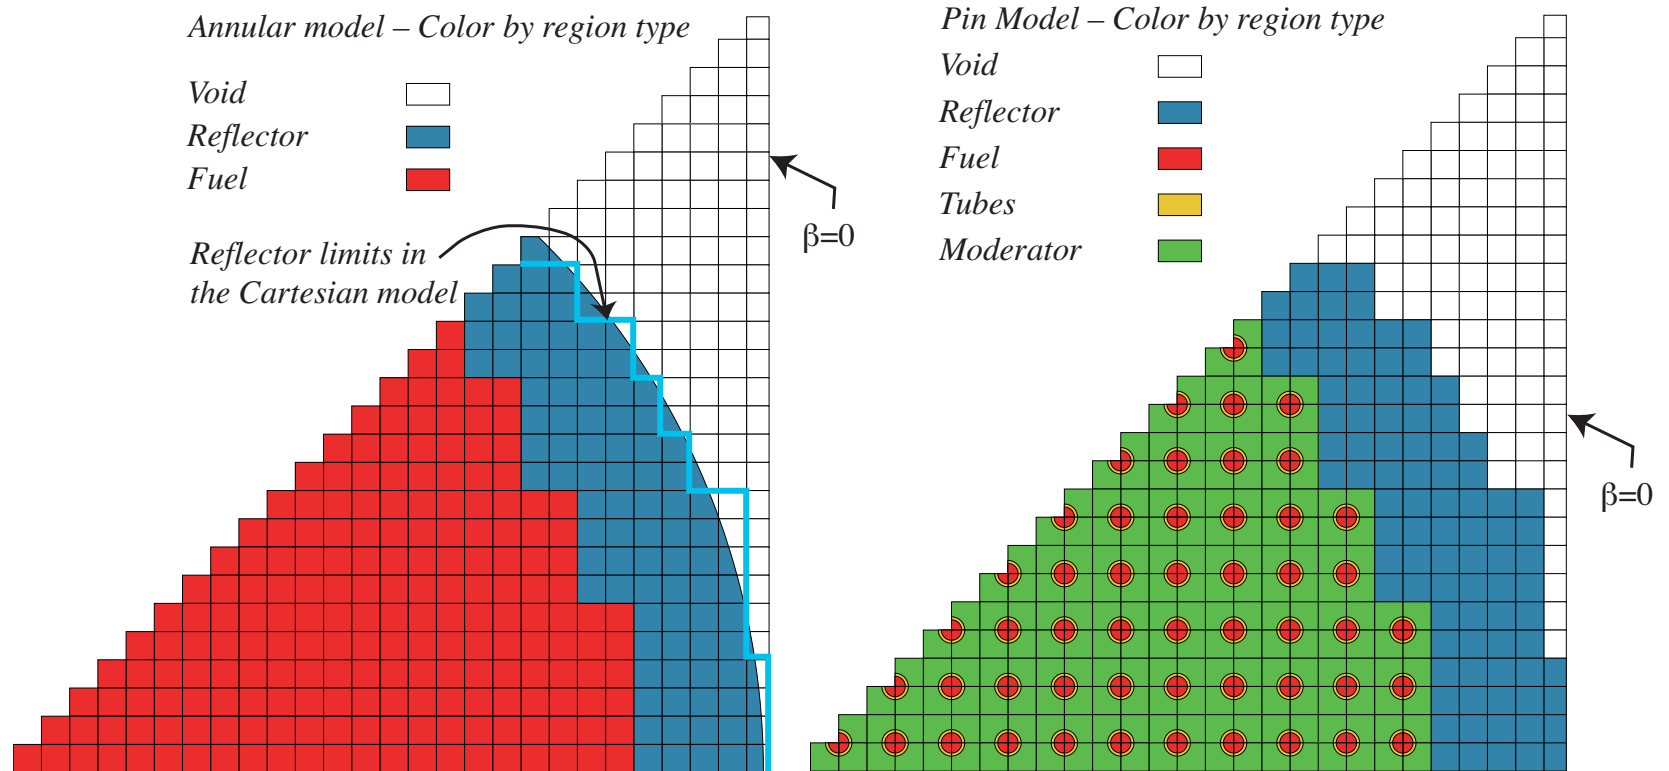 Annular model – Color by region type
Void
Reflector
Fuel
Reflector limits in
the Cartesian model
β=0
Pin Model – Color by region type
Void
Reflector
Fuel
Tubes
Moderator
β=0